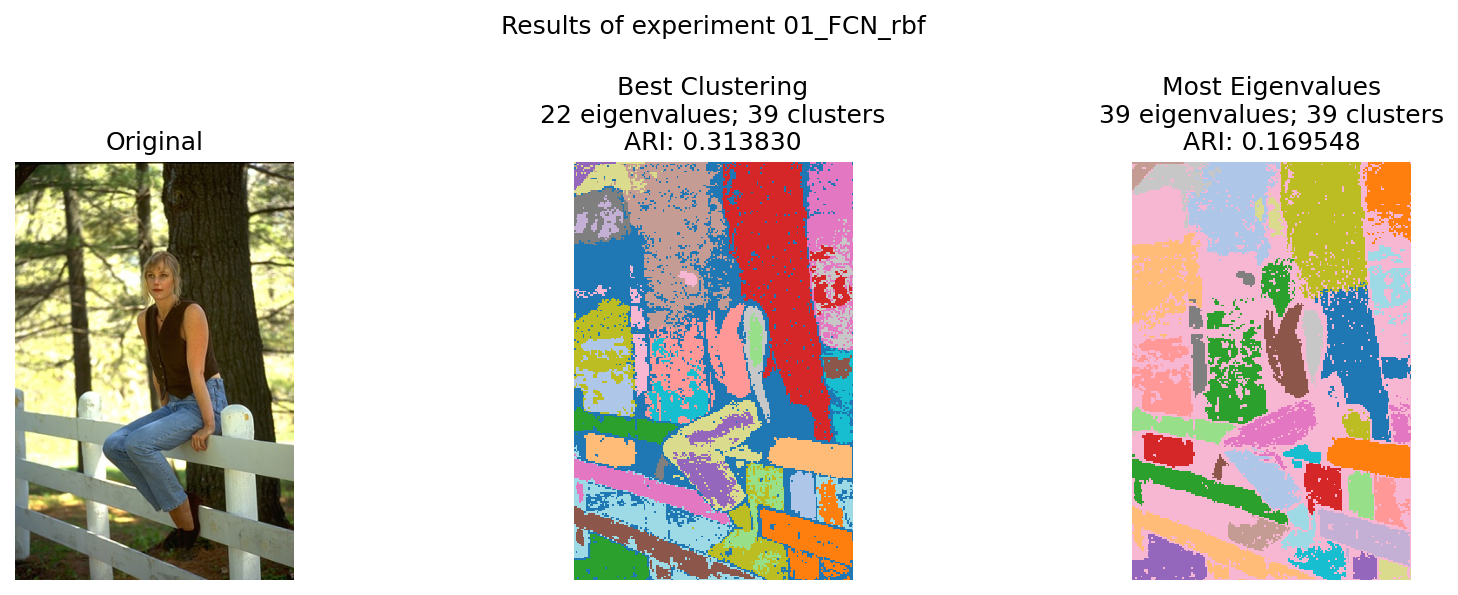 Results of experiment 01_FCN_rbf
Original
Best Clustering
22 eigenvalues; 39 clusters
ARI: 0.313830
Most Eigenvalues
39 eigenvalues; 39 clusters
ARI: 0.169548